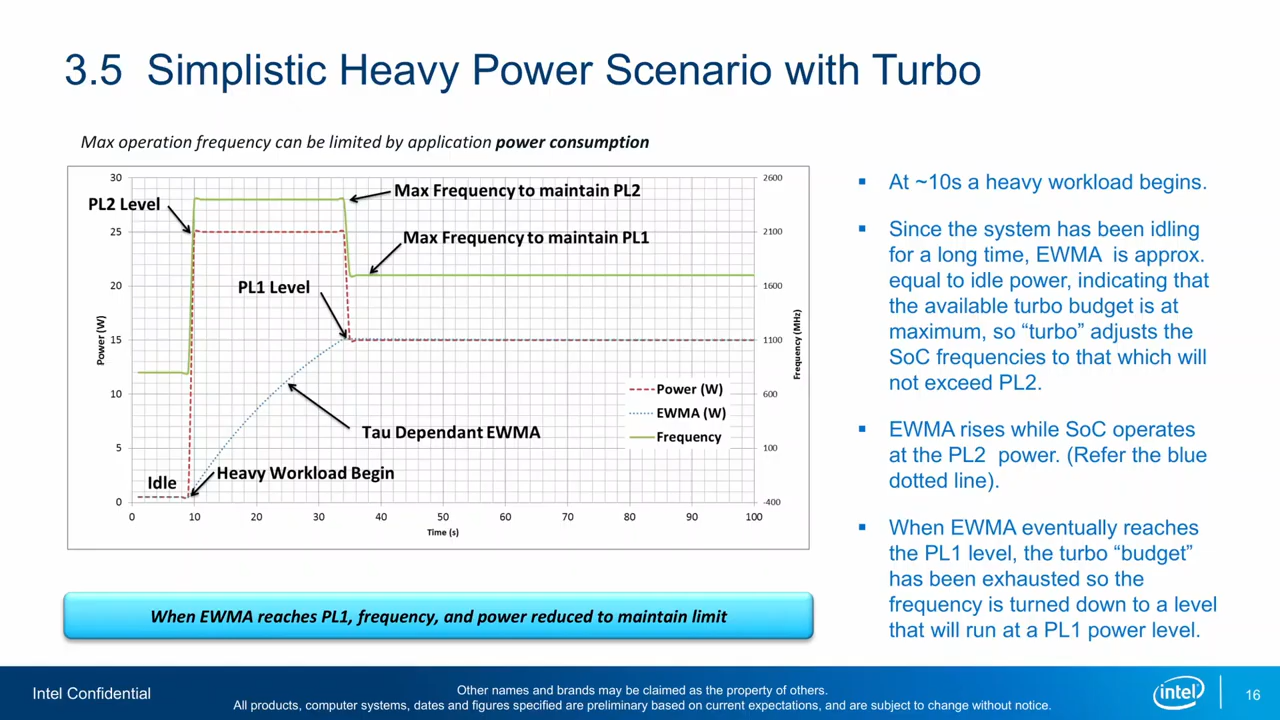 3.5 Simplistic Heavy Power Scenario with Turbo
Max operation frequency can be limited by application power consumption
30
25
20
15
10
5
0
Power (W)
0 10 20 30 40 50 60 70 80 90 100
Time (s)
2600
2100
1600
1100
600
100
-400
Frequency (MHz)
PL2 Level
Max Frequency to maintain PL2
Max Frequency to maintain PL1
PL1 Level
Tau Dependant EWMA
Idle
Heavy Workload Begin
Power (W)
EWMA (W)
Frequency
When EWMA reaches PL1, frequency, and power reduced to maintain limit
▪ At ~10s a heavy workload begins.
▪ Since the system has been idling
for a long time, EWMA is approx.
equal to idle power, indicating that
the available turbo budget is at
maximum, so “turbo” adjusts the
SoC frequencies to that which will
not exceed PL2.
▪ EWMA rises while SoC operates
at the PL2 power. (Refer the blue
dotted line).
▪ When EWMA eventually reaches
the PL1 level, the turbo “budget”
has been exhausted so the
frequency is turned down to a level
that will run at a PL1 power level.
Intel Confidential
Other names and brands may be claimed as the property of others.
All products, computer systems, dates and figures specified are preliminary based on current expectations, and are subject to change without notice.
intel
16